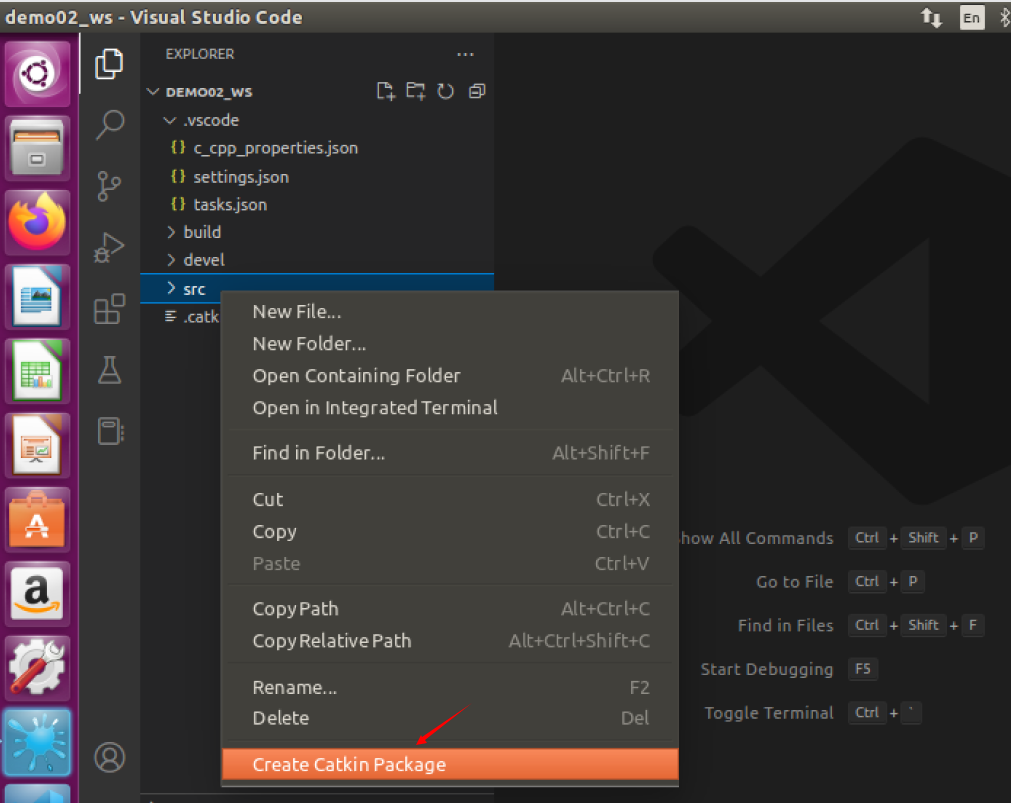 demo02_ws - Visual Studio Code
En
EXPLORER
DEMO02_WS
.vscode
{} c_cpp_properties.json
{} settings.json
{} tasks.json
build
devel
src
.catk
New File...
New Folder...
Open Containing Folder Alt+Ctrl+R
Open in Integrated Terminal
Find in Folder... Alt+Shift+F
Cut Ctrl+X
Copy Ctrl+C
Paste Ctrl+V
Copy Path Alt+Ctrl+C
Copy Relative Path Alt+Ctrl+Shift+C
Rename... F2
Delete Del
Create Catkin Package
Show All Commands Ctrl + Shift + P
Go to File Ctrl + P
Find in Files Ctrl + Shift + F
Start Debugging F5
Toggle Terminal Ctrl + `